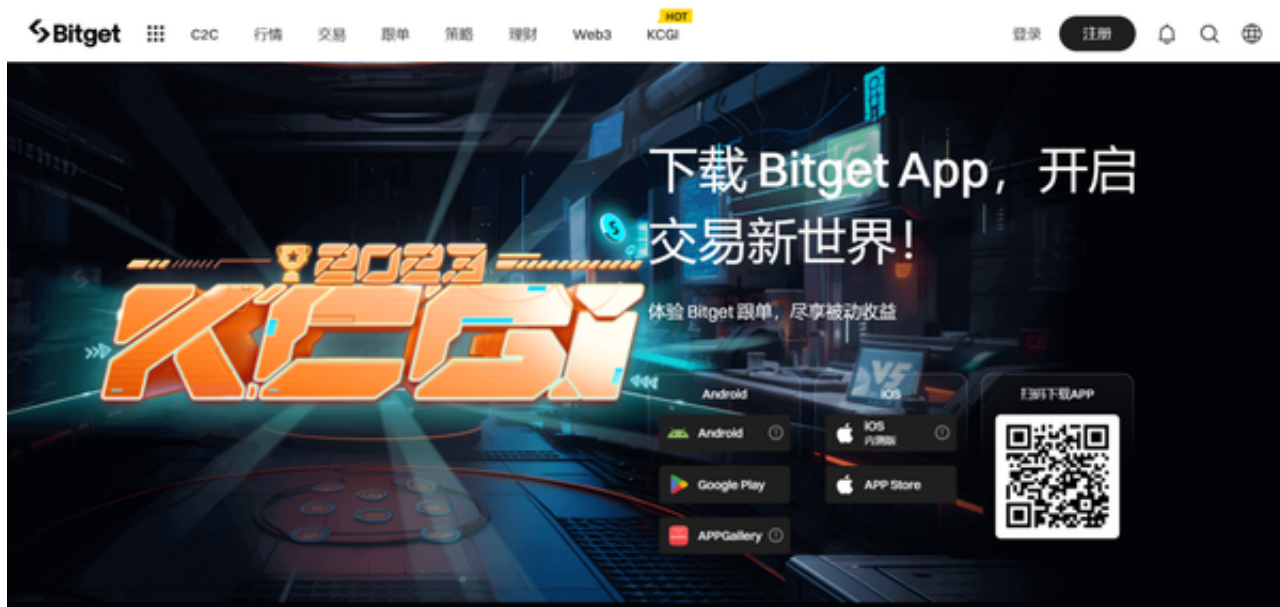 Bitget
C2C
行情
交易
跟单
策略
理财
Web3
HOT
KCGI
登录
注册
下载 Bitget App，开启
交易新世界！
2023
KCGI
体验 Bitget 跟单，尽享被动收益
VS
Android
iOS
扫码下载APP
Android
iOS
内测版
Google Play
APP Store
APPGallery